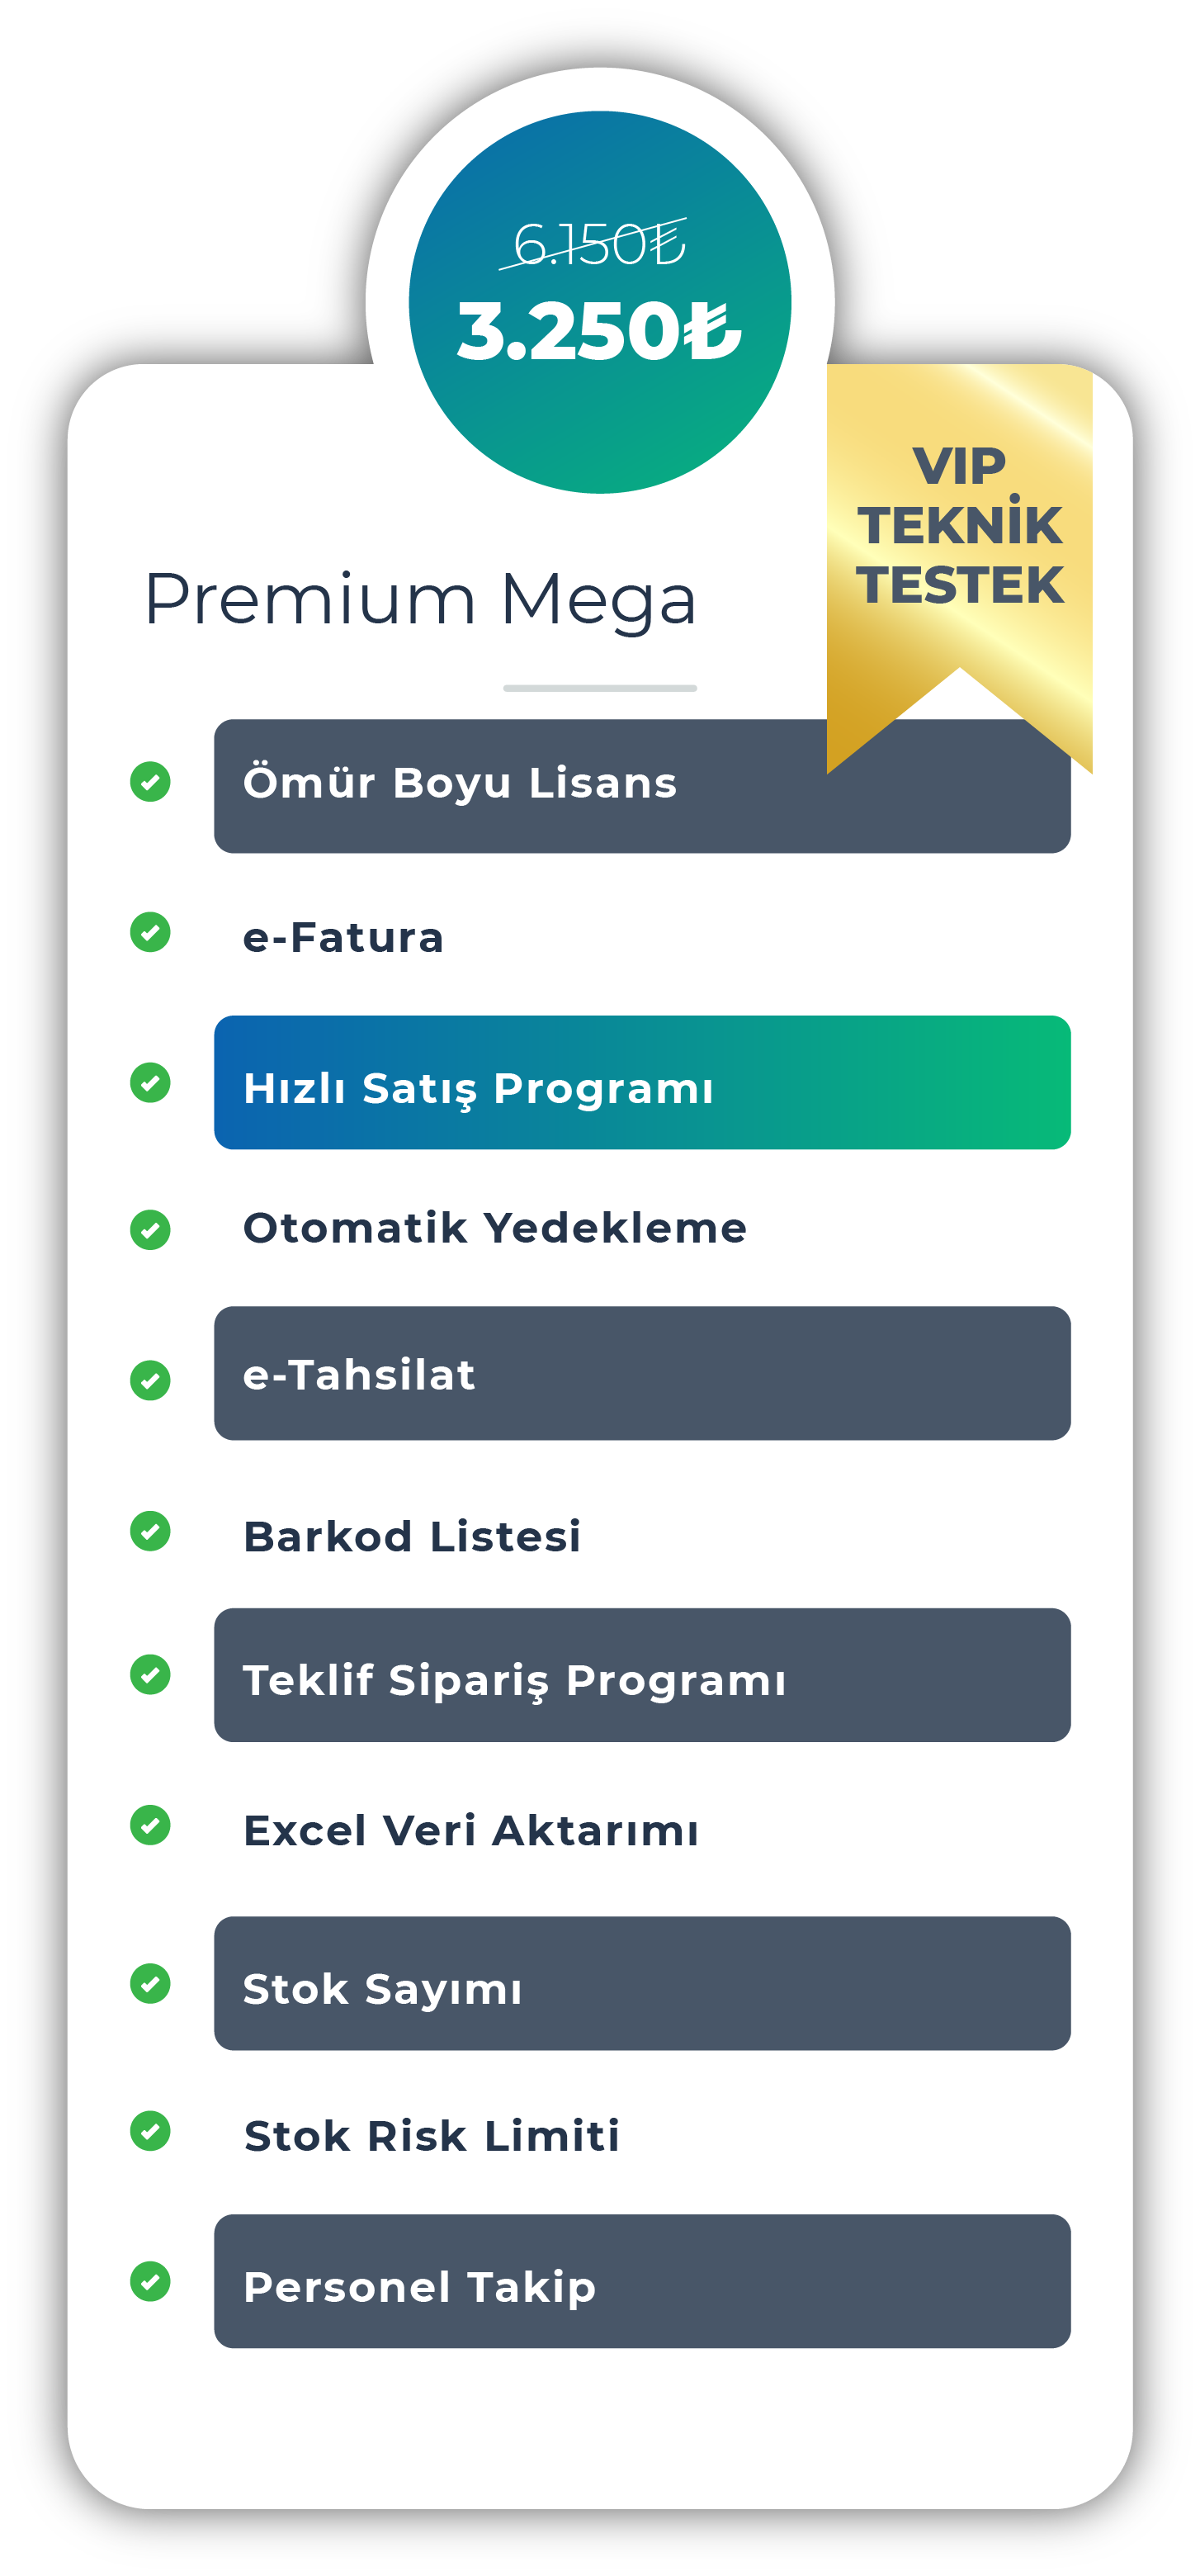 6.150₺
3.250₺
VIP
TEKNİK
TESTEK
Premium Mega
Ömür Boyu Lisans
e-Fatura
Hızlı Satış Programı
Otomatik Yedekleme
e-Tahsilat
Barkod Listesi
Teklif Sipariş Programı
Excel Veri Aktarımı
Stok Sayımı
Stok Risk Limiti
Personel Takip